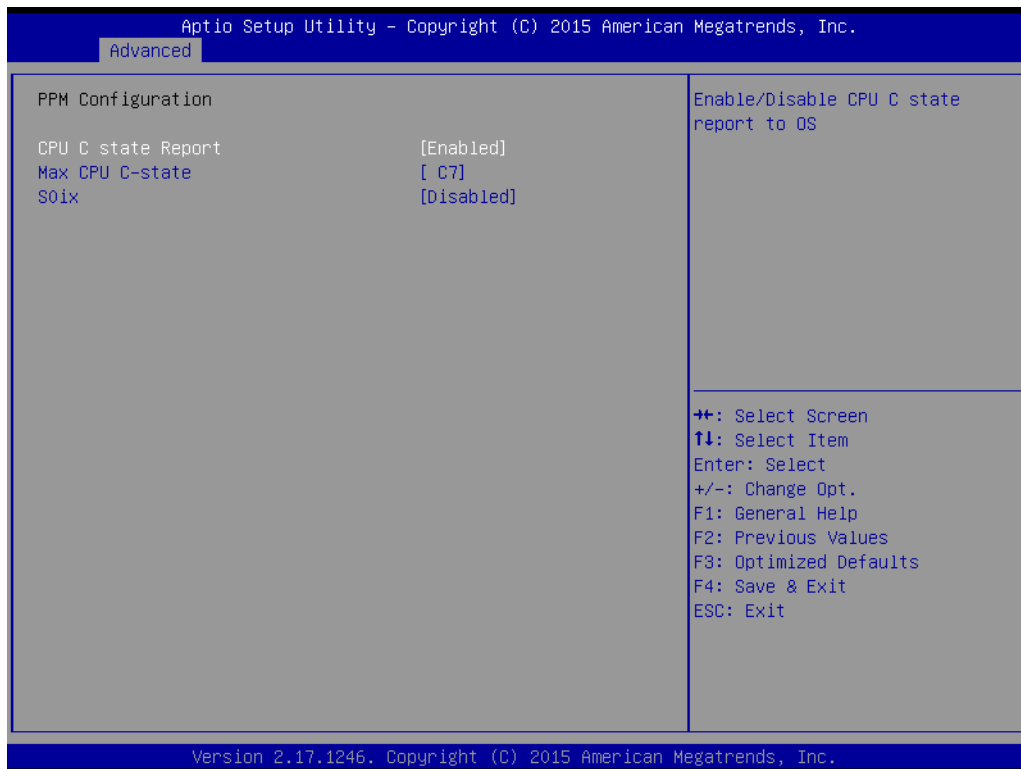 Aptio Setup Utility – Copyright (C) 2015 American Megatrends, Inc.
Advanced
PPM Configuration
CPU C state Report [Enabled]
Max CPU C-state [ C7]
S0ix [Disabled]
Enable/Disable CPU C state
report to OS
→←: Select Screen
↑↓: Select Item
Enter: Select
+/-: Change Opt.
F1: General Help
F2: Previous Values
F3: Optimized Defaults
F4: Save & Exit
ESC: Exit
Version 2.17.1246. Copyright (C) 2015 American Megatrends, Inc.